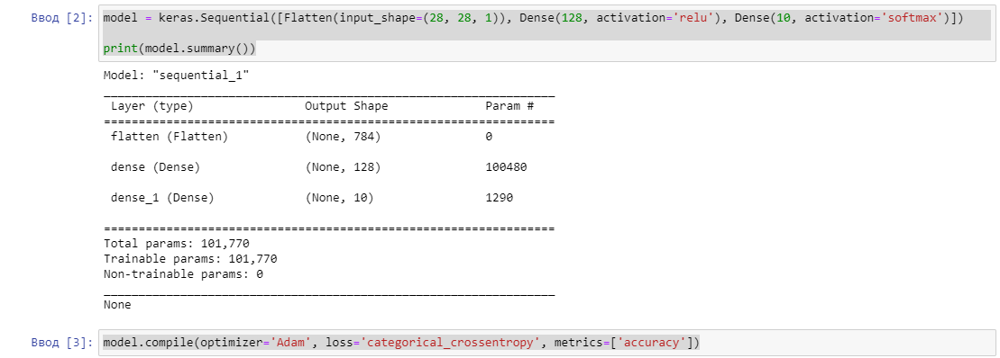 Ввод [2]: model = keras.Sequential([Flatten(input_shape=(28, 28, 1)), Dense(128, activation='relu'), Dense(10, activation='softmax')])
print(model.summary())
Model: "sequential_1"
_________________________________________________________________
Layer (type) Output Shape Param #
=================================================================
flatten (Flatten) (None, 784) 0
dense (Dense) (None, 128) 100480
dense_1 (Dense) (None, 10) 1290
=================================================================
Total params: 101,770
Trainable params: 101,770
Non-trainable params: 0
_________________________________________________________________
None
Ввод [3]: model.compile(optimizer='Adam', loss='categorical_crossentropy', metrics=['accuracy'])